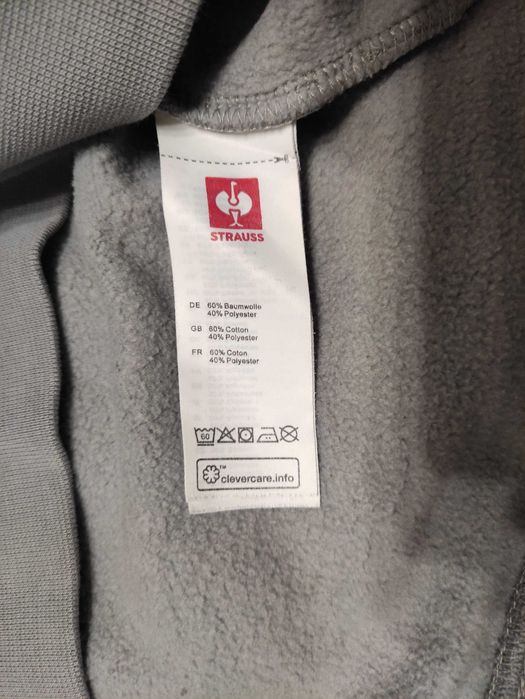 STRAUSS
DE 60% Baumwolle
40% Polyester
GB 60% Cotton
40% Polyester
FR 60% Coton
40% Polyester
60
™
clevercare.info